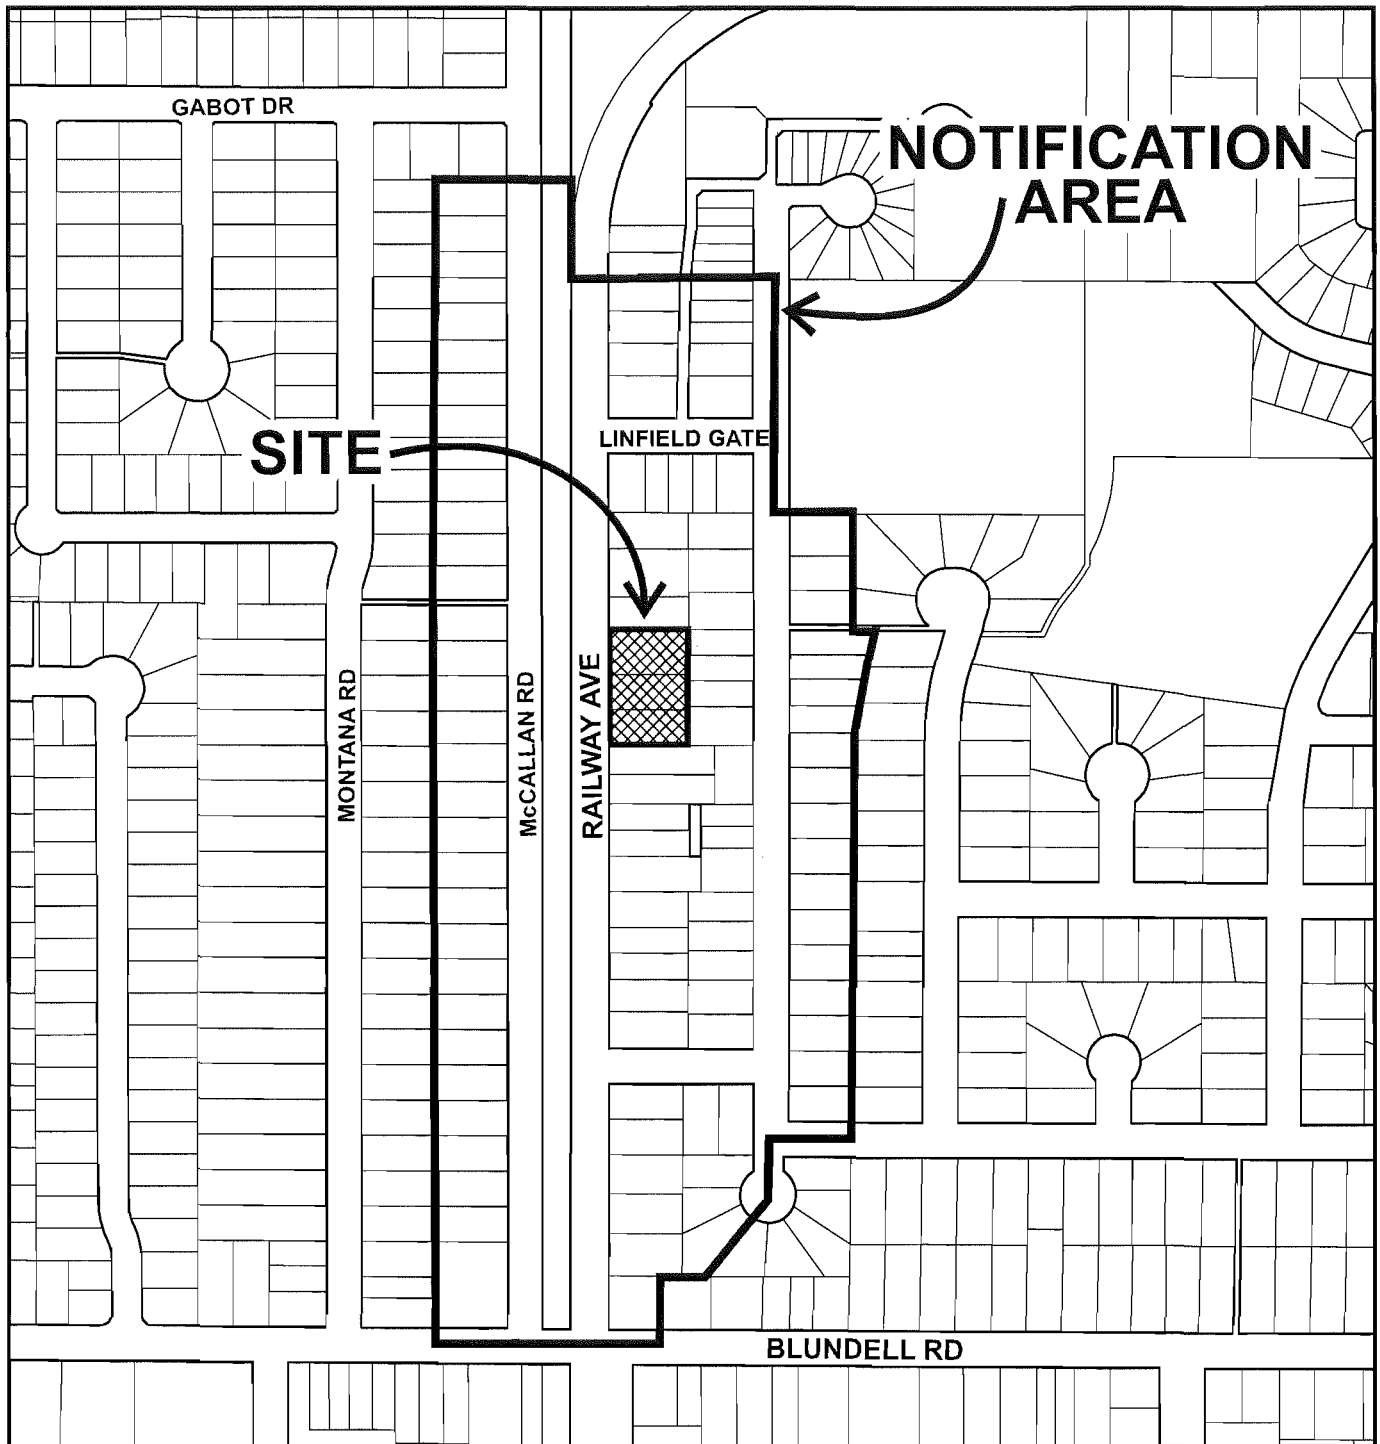 GABOT DR
NOTIFICATION
AREA
SITE
LINFIELD GATE
MONTANA RD
McCALLAN RD
RAILWAY AVE
BLUNDELL RD